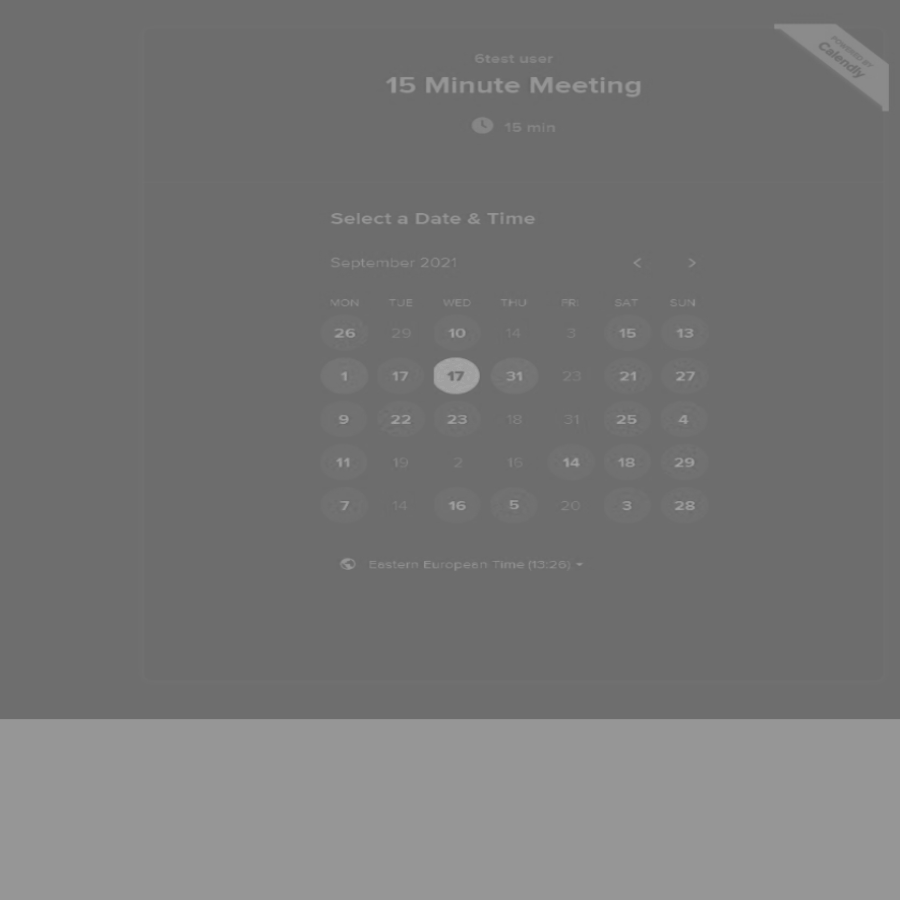 POWERED BY
Calendly
6test user
15 Minute Meeting
15 min
Select a Date & Time
September 2021 < >
MON TUE WED THU FRI SAT SUN
26 29 10 14 3 15 13
1 17 17 31 23 21 27
9 22 23 18 31 25 4
11 19 2 16 14 18 29
7 14 16 5 20 3 28
Eastern European Time (13:26)